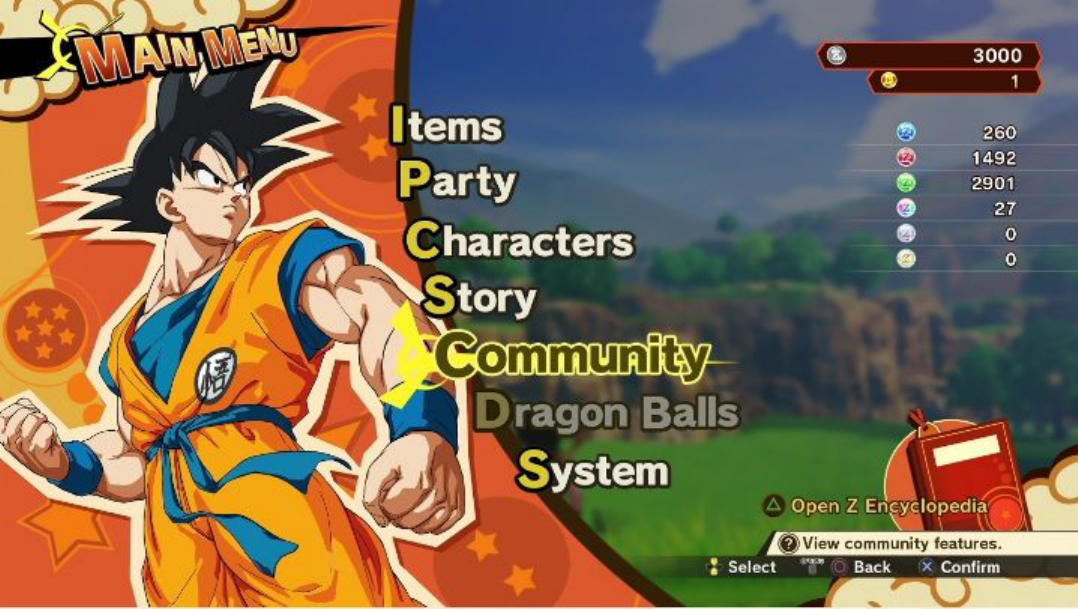 MAIN MENU
3000
1
Items
260
1492
Party
2901
27
Characters
0
0
Story
Community
Dragon Balls
System
悟
Open Z Encyclopedia
View community features.
Select Back Confirm